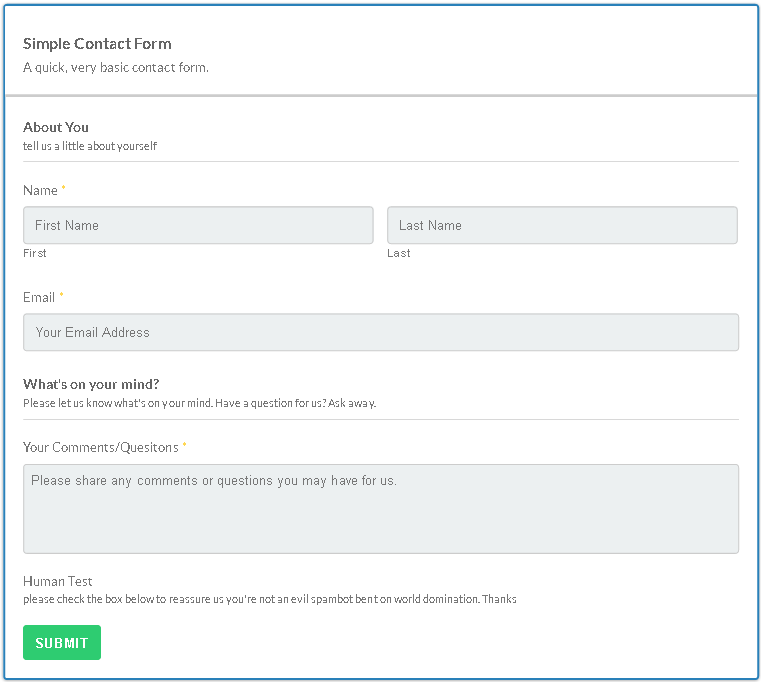 Simple Contact Form
A quick, very basic contact form.
About You
tell us a little about yourself
Name *
First Name Last Name
First Last
Email *
Your Email Address
What's on your mind?
Please let us know what's on your mind. Have a question for us? Ask away.
Your Comments/Quesitons *
Please share any comments or questions you may have for us.
Human Test
please check the box below to reassure us you're not an evil spambot bent on world domination. Thanks
SUBMIT